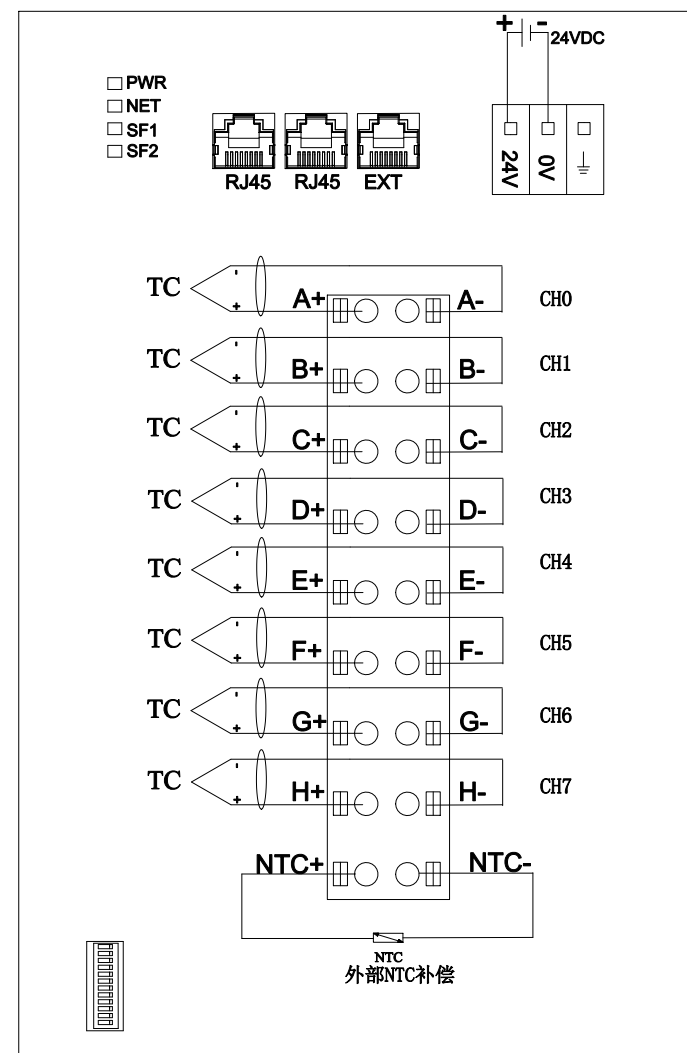 + - 24VDC
PWR
NET
SF1
SF2
RJ45 RJ45 EXT
24V 0V
TC - + A+ A- CH0
TC - + B+ B- CH1
TC - + C+ C- CH2
TC - + D+ D- CH3
TC - + E+ E- CH4
TC - + F+ F- CH5
TC - + G+ G- CH6
TC - + H+ H- CH7
NTC+ NTC-
NTC
外部NTC补偿